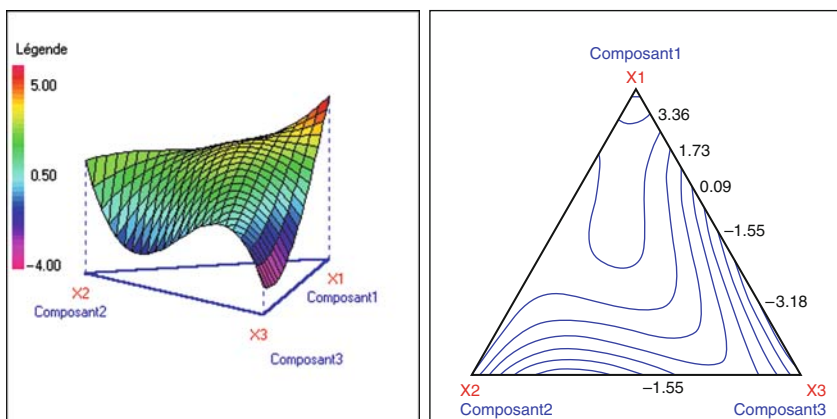 Légende
5.00
0.50
−4.00
X2
Composant2
X1
Composant1
X3
Composant3
Composant1
X1
3.36
1.73
0.09
−1.55
−3.18
X2
−1.55
X3
Composant2
Composant3